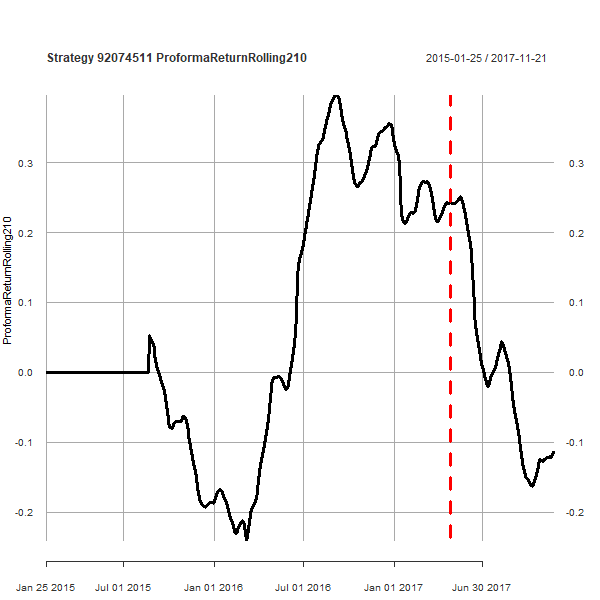 Strategy 92074511 ProformaReturnRolling210
2015-01-25 / 2017-11-21
ProformaReturnRolling210
0.3
0.2
0.1
0.0
-0.1
-0.2
0.3
0.2
0.1
0.0
-0.1
-0.2
Jan 25 2015
Jul 01 2015
Jan 01 2016
Jul 01 2016
Jan 01 2017
Jun 30 2017